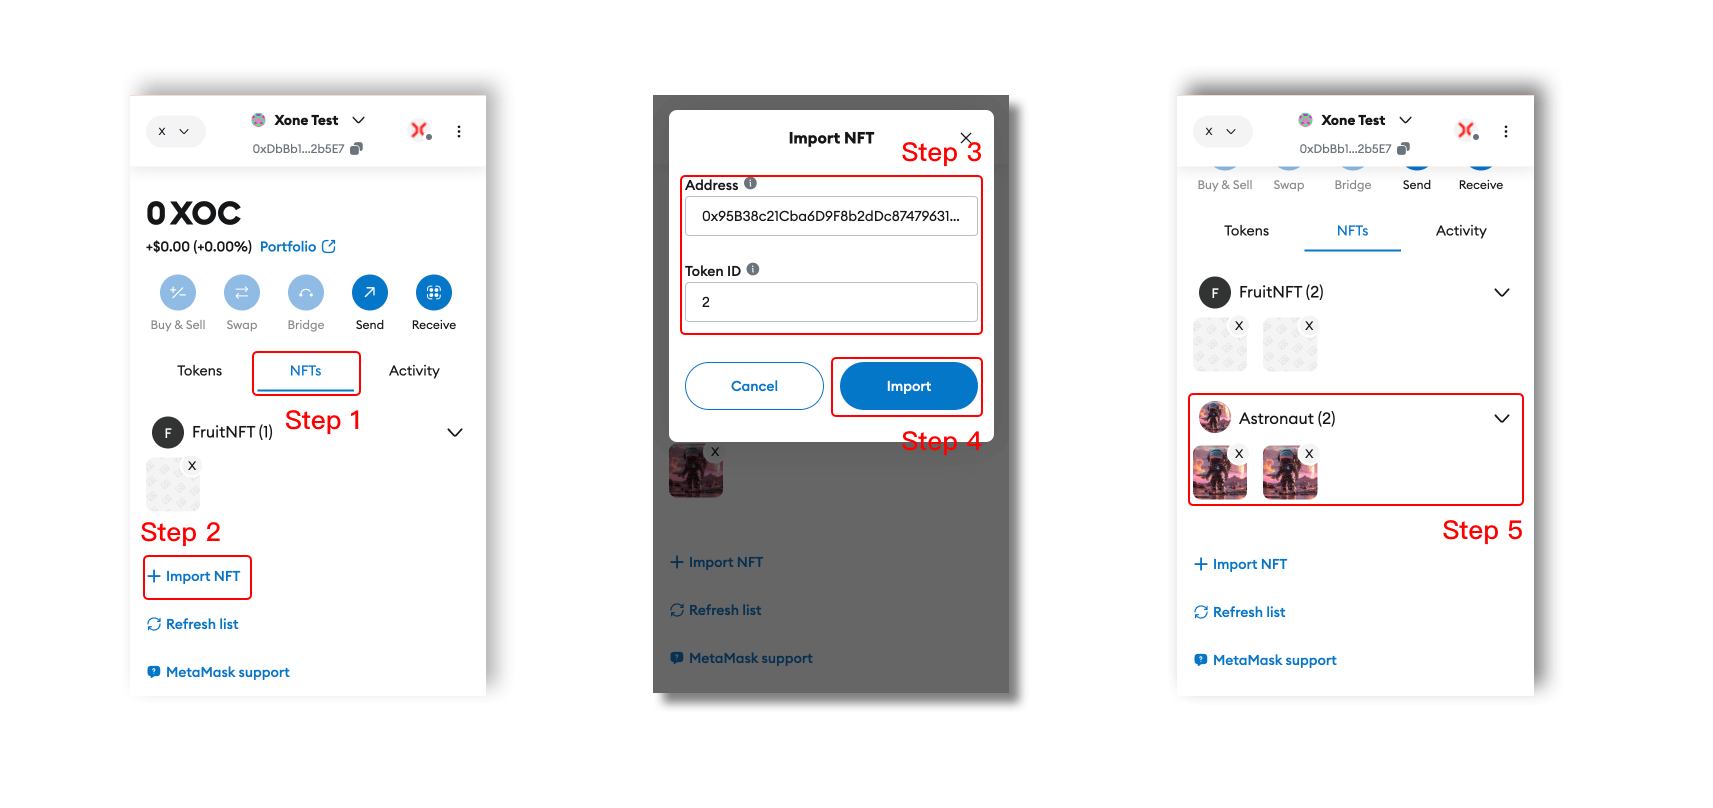 X
Xone Test
0xDbBb1...2b5E7
0 XOC
+$0.00 (+0.00%) Portfolio
Buy & Sell Swap Bridge Send Receive
Tokens NFTs Activity
Step 1
F FruitNFT (1)
X
Step 2
+ Import NFT
Refresh list
MetaMask support
Import NFT
Step 3
Address
0x95B38c21Cba6D9F8b2dDc87479631...
Token ID
2
Cancel Import
Step 4
X
+ Import NFT
Refresh list
MetaMask support
X
Xone Test
0xDbBb1...2b5E7
Buy & Sell Swap Bridge Send Receive
Tokens NFTs Activity
F FruitNFT (2)
X X
Astronaut (2)
X X
Step 5
+ Import NFT
Refresh list
MetaMask support